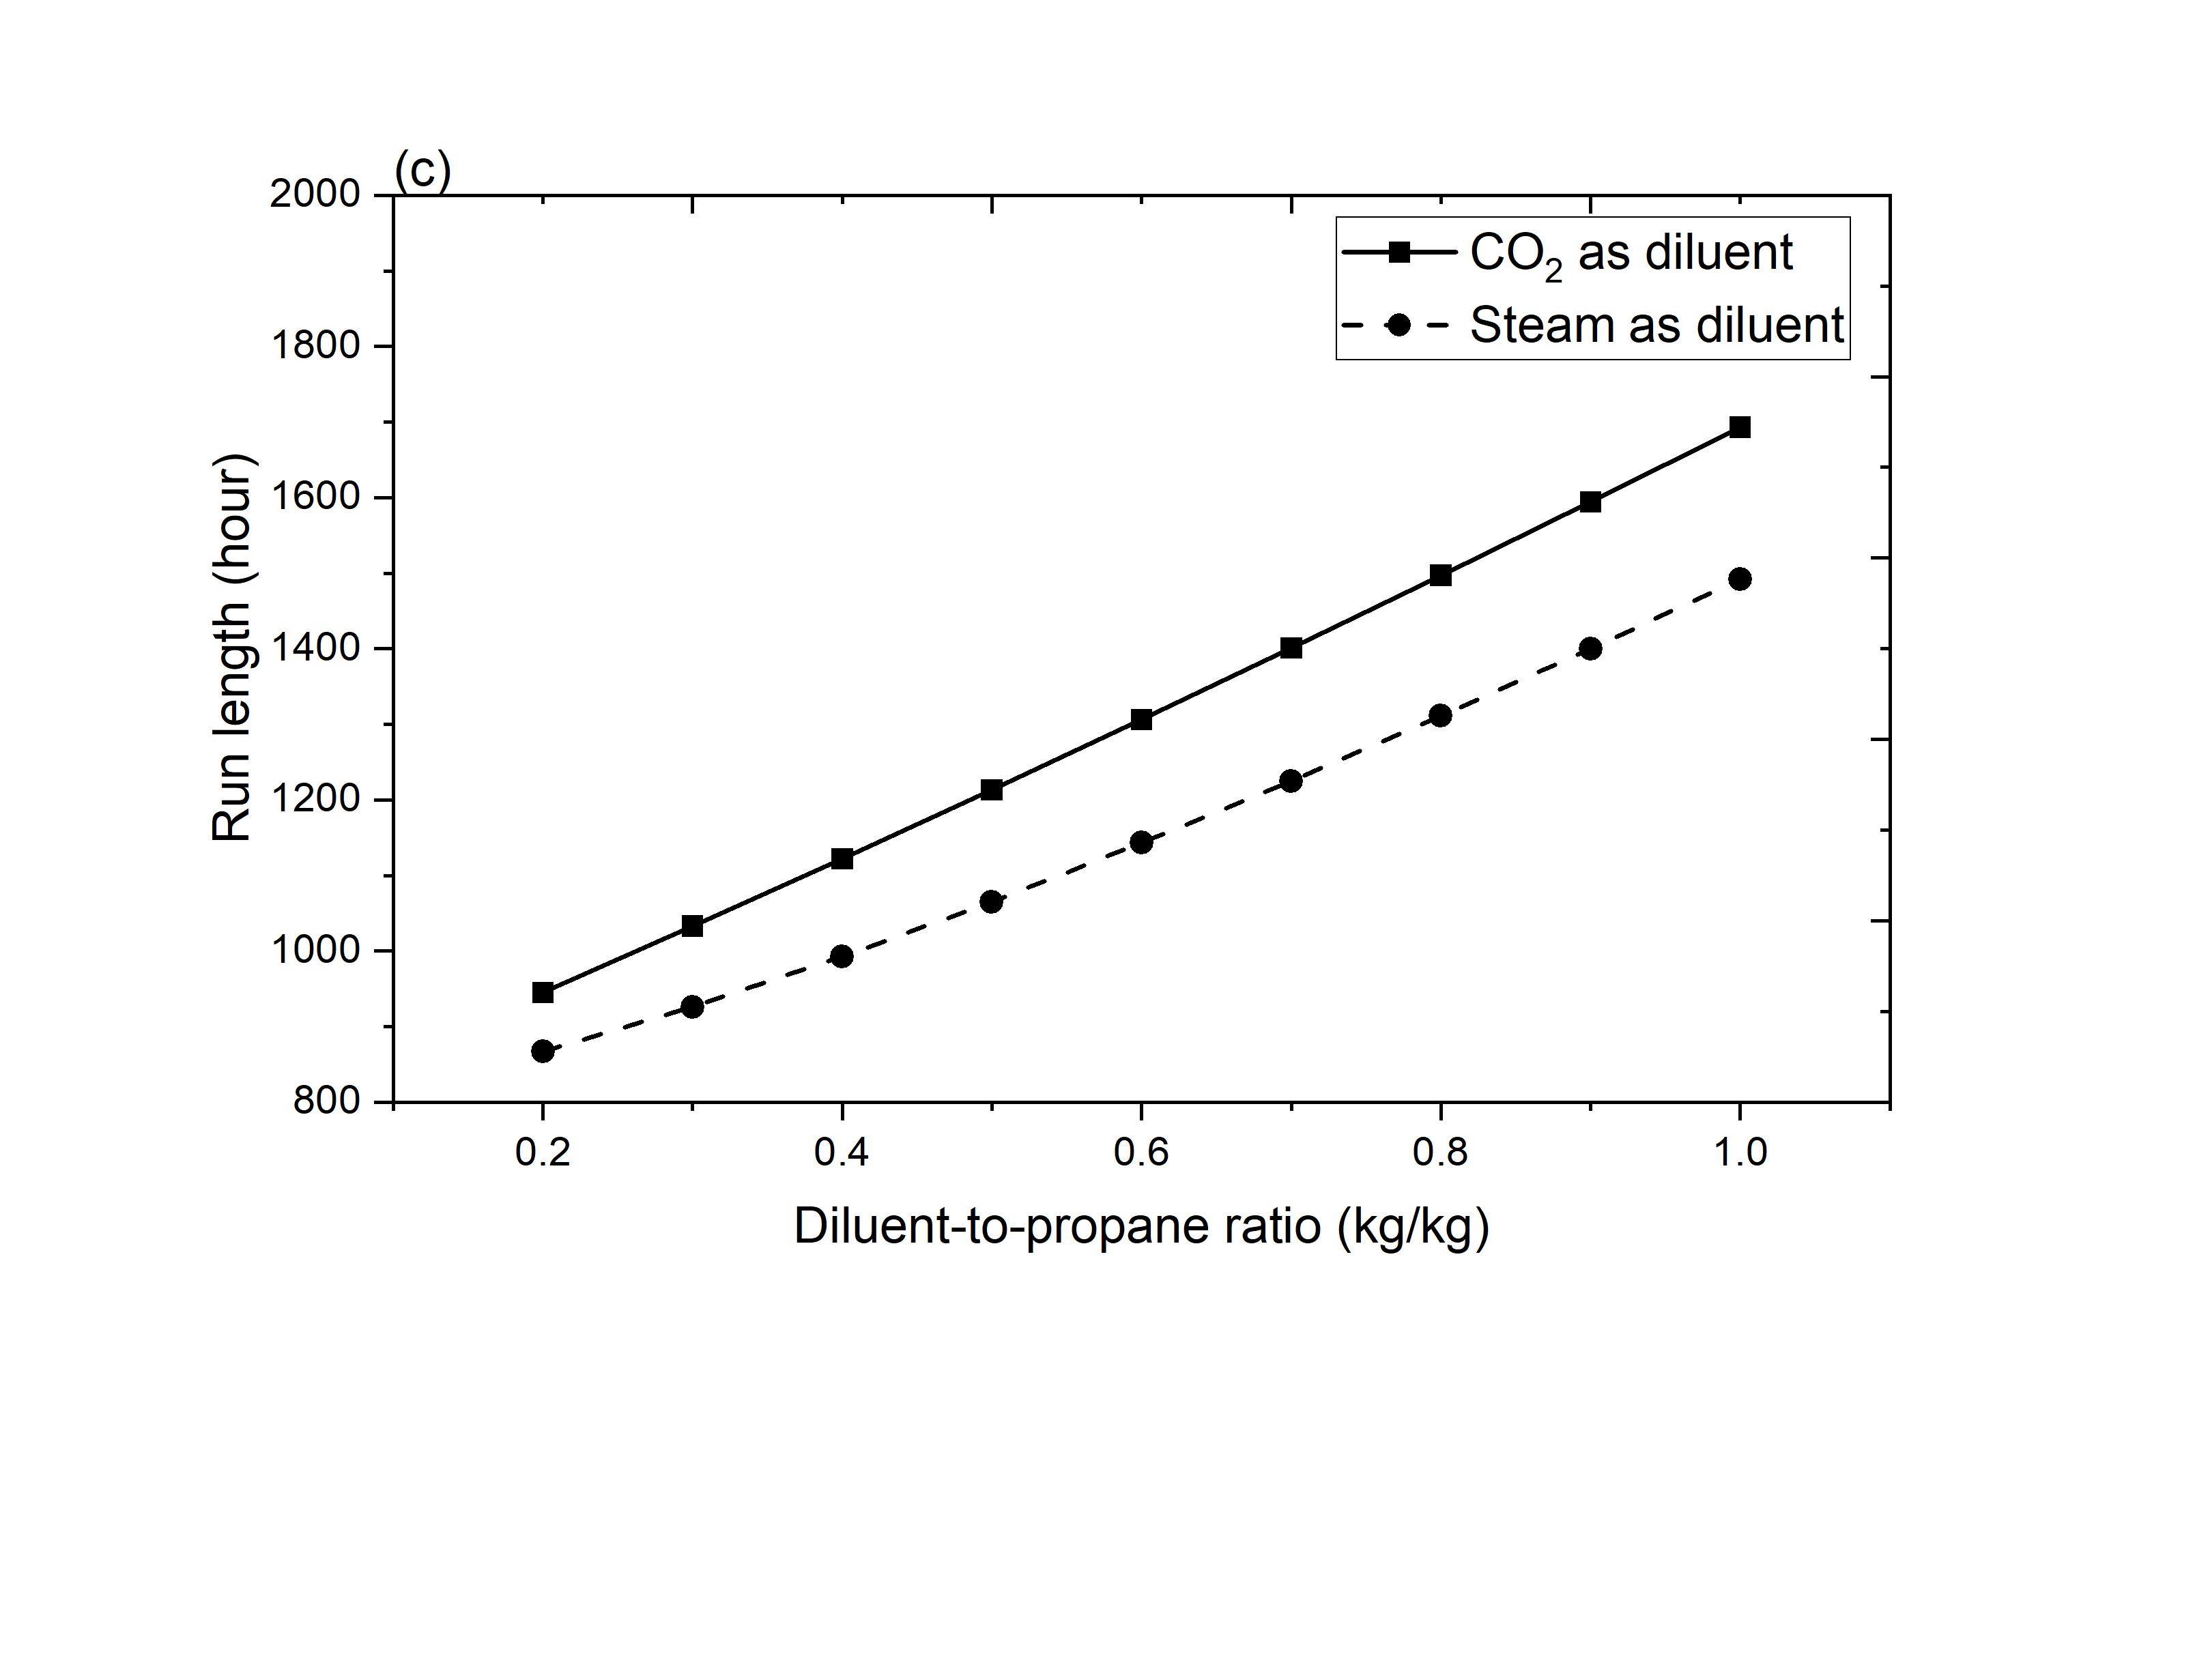 (c)
2000
1800
1600
1400
1200
1000
800
Run length (hour)
CO₂ as diluent
Steam as diluent
0.2 0.4 0.6 0.8 1.0
Diluent-to-propane ratio (kg/kg)